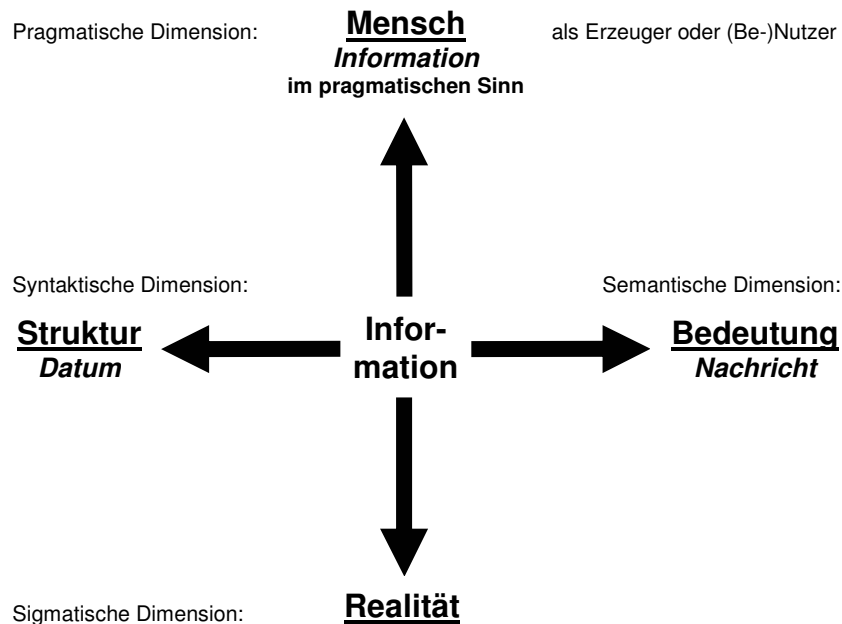 Pragmatische Dimension: Mensch als Erzeuger oder (Be-)Nutzer
Information
im pragmatischen Sinn
Syntaktische Dimension: Semantische Dimension:
Struktur Infor- Bedeutung
Datum mation Nachricht
Sigmatische Dimension: Realität